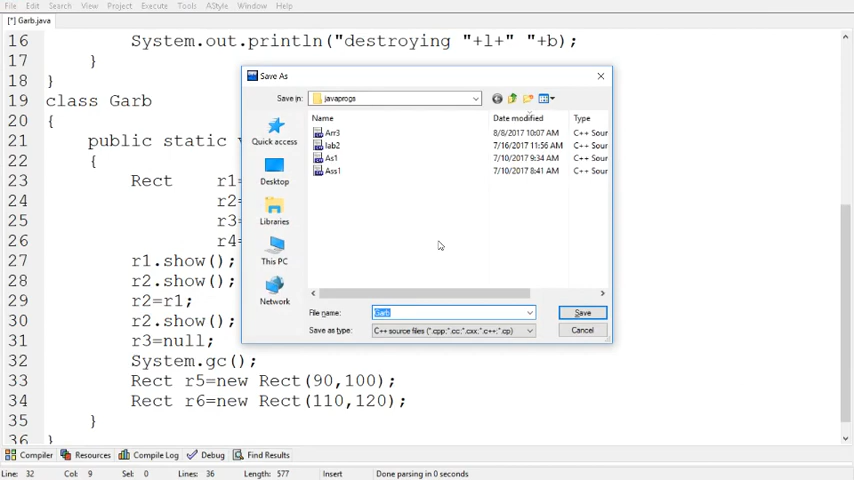 File Edit Search View Project Execute Tools AStyle Window Help
[*] Garb.java
16 System.out.println("destroying "+l+" "+b);
17 }
18 }
19 class Garb
20 {
21 public static v
22 {
23 Rect r1=
24 r2=
25 r3=
26 r4=
27 r1.show();
28 r2.show();
29 r2=r1;
30 r2.show();
31 r3=null;
32 System.gc();
33 Rect r5=new Rect(90,100);
34 Rect r6=new Rect(110,120);
35 }
36 }
Save As
Save in: javaprogs
Name Date modified Type
Arr3 8/8/2017 10:07 AM C++ Sour
lab2 7/16/2017 11:56 AM C++ Sour
As1 7/10/2017 9:34 AM C++ Sour
Ass1 7/10/2017 8:41 AM C++ Sour
Quick access
Desktop
Libraries
This PC
Network
File name: Garb Save
Save as type: C++ source files (*.cpp;*.cc;*.cxx;*.c++;*.cp) Cancel
Compiler Resources Compile Log Debug Find Results
Line: 32 Col: 9 Sel: 0 Lines: 36 Length: 577 Insert Done parsing in 0 seconds